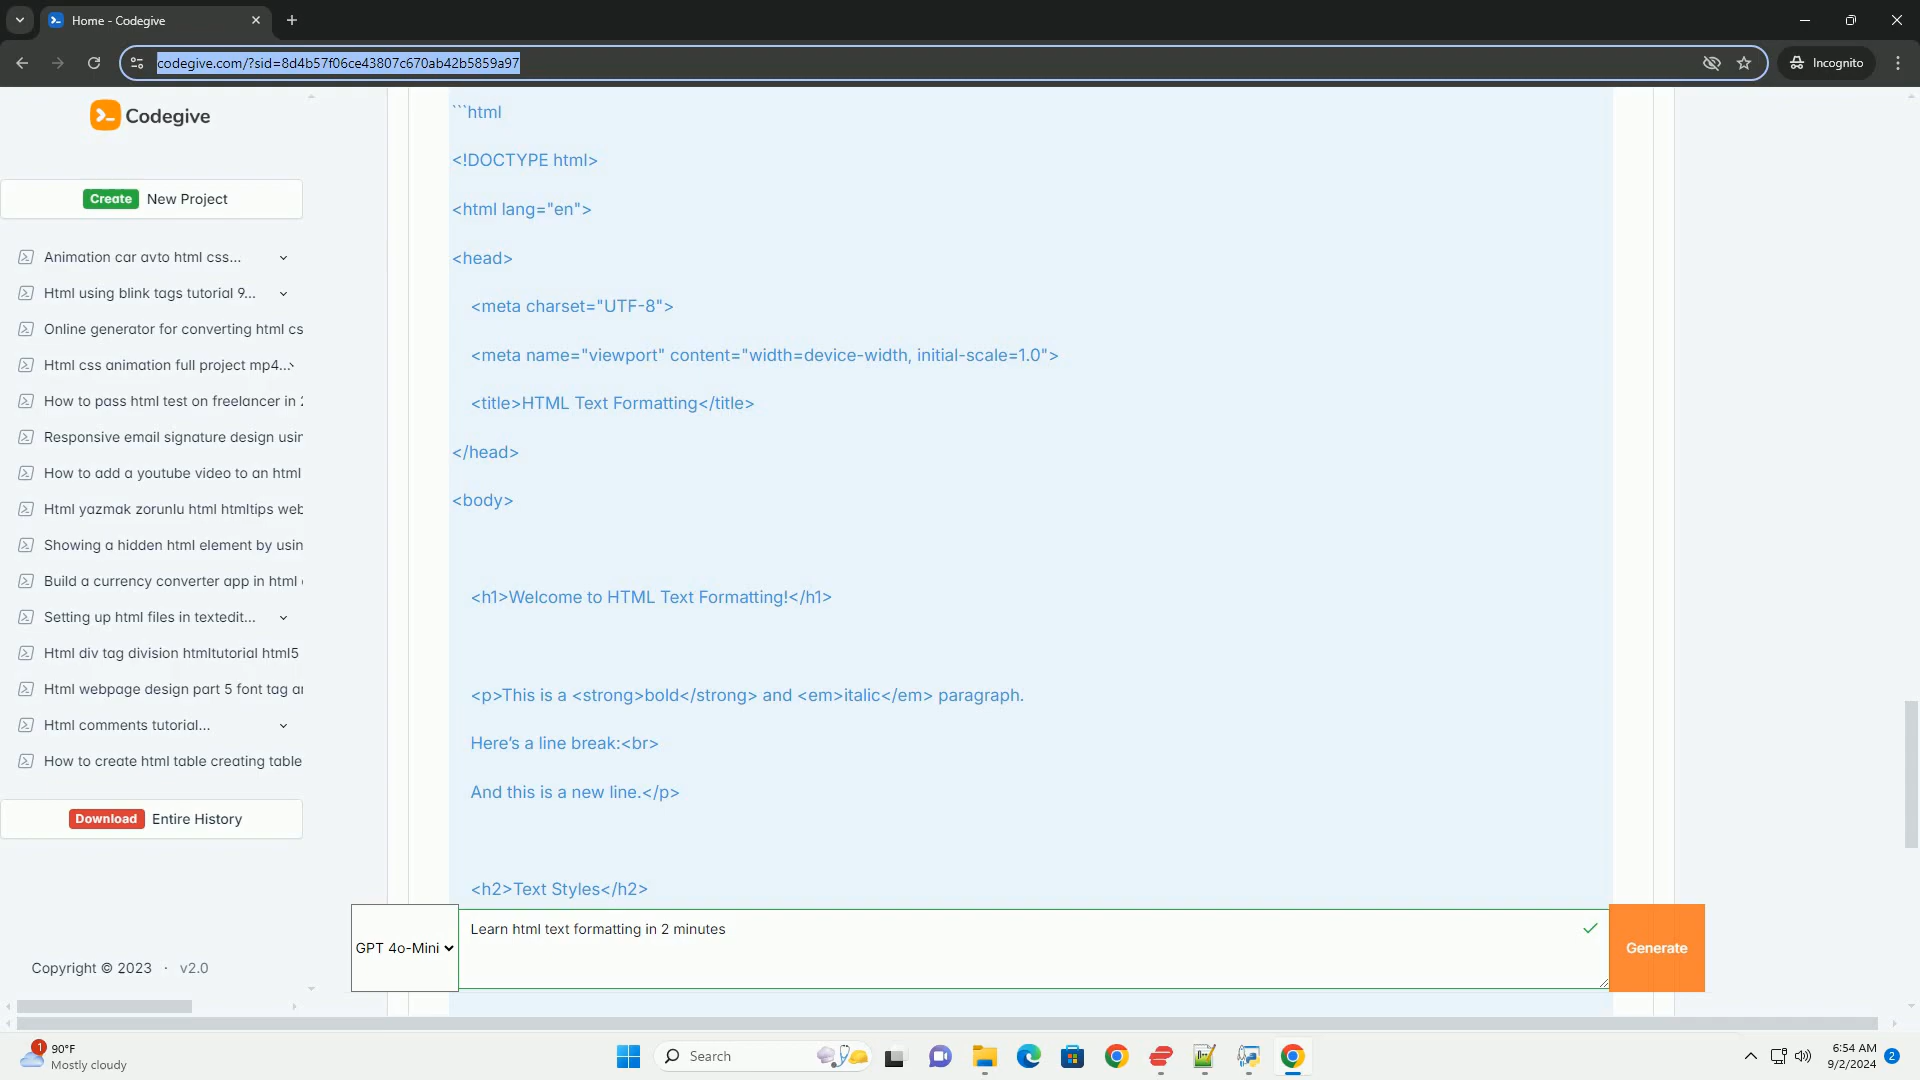 Home - Codegive
codegive.com/?sid=8d4b57f06ce43807c670ab42b5859a97
Incognito
Codegive
Create New Project
Animation car avto html css...
Html using blink tags tutorial 9...
Online generator for converting html cs
Html css animation full project mp4...
How to pass html test on freelancer in 2
Responsive email signature design usin
How to add a youtube video to an html
Html yazmak zorunlu html htmltips web
Showing a hidden html element by usin
Build a currency converter app in html
Setting up html files in textedit...
Html div tag division htmltutorial html5
Html webpage design part 5 font tag an
Html comments tutorial...
How to create html table creating table
Download Entire History
Copyright © 2023 · v2.0
```html
<!DOCTYPE html>
<html lang="en">
<head>
<meta charset="UTF-8">
<meta name="viewport" content="width=device-width, initial-scale=1.0">
<title>HTML Text Formatting</title>
</head>
<body>
<h1>Welcome to HTML Text Formatting!</h1>
<p>This is a <strong>bold</strong> and <em>italic</em> paragraph.
Here's a line break:<br>
And this is a new line.</p>
<h2>Text Styles</h2>
GPT 4o-Mini
Learn html text formatting in 2 minutes
Generate
1
90°F
Mostly cloudy
Search
6:54 AM
9/2/2024
2